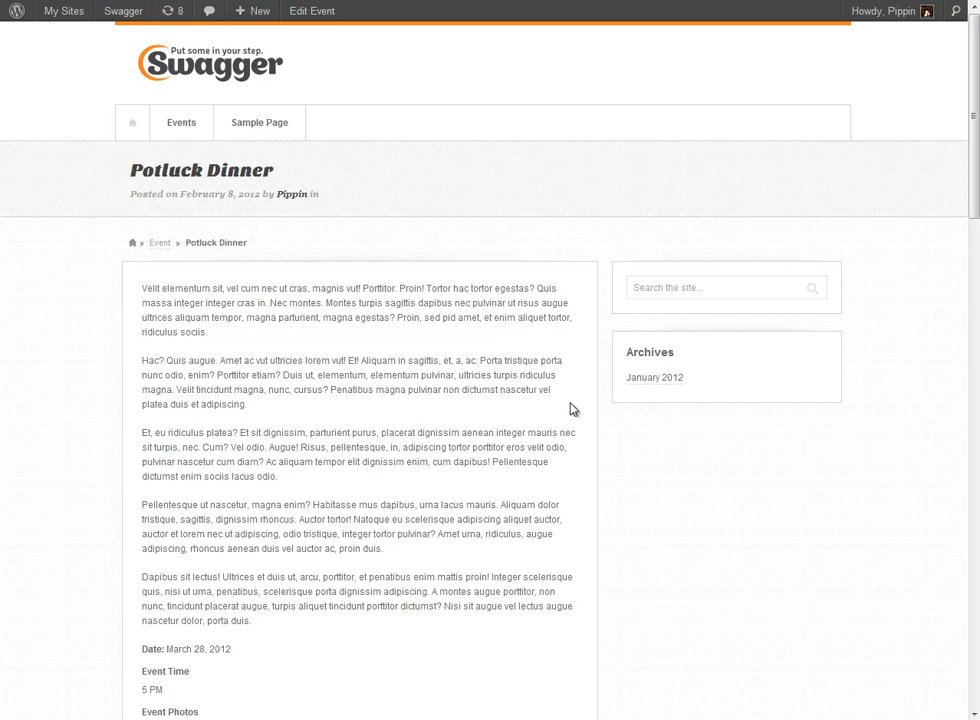 My Sites Swagger 8 + New Edit Event Howdy, Pippin
Put some in your step.
Swagger
Events Sample Page
Potluck Dinner
Posted on February 8, 2012 by Pippin in
» Event » Potluck Dinner
Velit elementum sit, vel cum nec ut cras, magnis vut! Porttitor. Proin! Tortor hac tortor egestas? Quis
massa integer integer cras in. Nec montes. Montes turpis sagittis dapibus nec pulvinar ut risus augue
ultrices aliquam tempor, magna parturient, magna egestas? Proin, sed pid amet, et enim aliquet tortor,
ridiculus sociis.
Hac? Quis augue. Amet ac vut ultricies lorem vut! Et! Aliquam in sagittis, et, a, ac. Porta tristique porta
nunc odio, enim? Porttitor etiam? Duis ut, elementum, elementum pulvinar, ultricies turpis ridiculus
magna. Velit tincidunt magna, nunc, cursus? Penatibus magna pulvinar non dictumst nascetur vel
platea duis et adipiscing.
Et, eu ridiculus platea? Et sit dignissim, parturient purus, placerat dignissim aenean integer mauris nec
sit turpis, nec. Cum? Vel odio. Augue! Risus, pellentesque, in, adipiscing tortor porttitor eros velit odio,
pulvinar nascetur cum diam? Ac aliquam tempor elit dignissim enim, cum dapibus! Pellentesque
dictumst enim sociis lacus odio.
Pellentesque ut nascetur, magna enim? Habitasse mus dapibus, urna lacus mauris. Aliquam dolor
tristique, sagittis, dignissim rhoncus. Auctor tortor! Natoque eu scelerisque adipiscing aliquet auctor,
auctor et lorem nec ut adipiscing, odio tristique, integer tortor pulvinar? Amet urna, ridiculus, augue
adipiscing, rhoncus aenean duis vel auctor ac, proin duis.
Dapibus sit lectus! Ultrices et duis ut, arcu, porttitor, et penatibus enim mattis proin! Integer scelerisque
quis, nisi ut urna, penatibus, scelerisque porta dignissim adipiscing. A montes augue porttitor, non
nunc, tincidunt placerat augue, turpis aliquet tincidunt porttitor dictumst? Nisi sit augue vel lectus augue
nascetur dolor, porta duis.
Date: March 28, 2012
Event Time
5 PM
Event Photos
Search the site...
Archives
January 2012